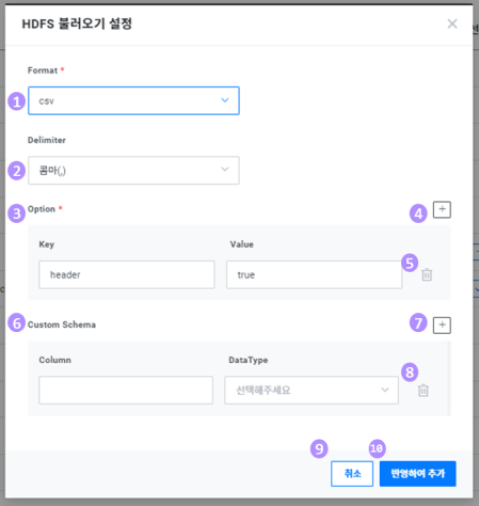 HDFS 불러오기 설정
Format *
1 csv
Delimiter
2 콤마(,)
3 Option * 4 +
Key Value
5
header true
6 Custom Schema 7 +
Column DataType
8
선택해주세요
9 10
취소 반영하여 추가